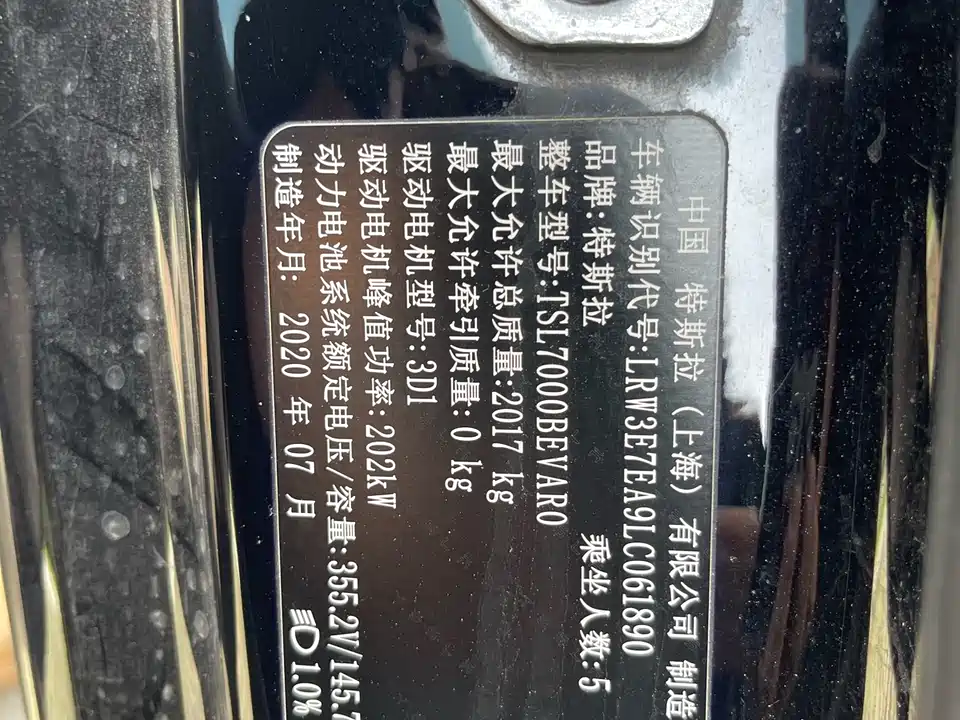 中国 特斯拉（上海）有限公司 制造
车辆识别代号:LRW3E7EA9LC061890
品牌:特斯拉 乘坐人数:5
整车型号:TSL7000BEVAR0
最大允许总质量:2017 kg
最大允许牵引质量:0 kg
驱动电机型号:3D1
驱动电机峰值功率:202kW
动力电池系统额定电压/容量:355.2V/145.7
制造年月: 2020 年 07 月 1.0%